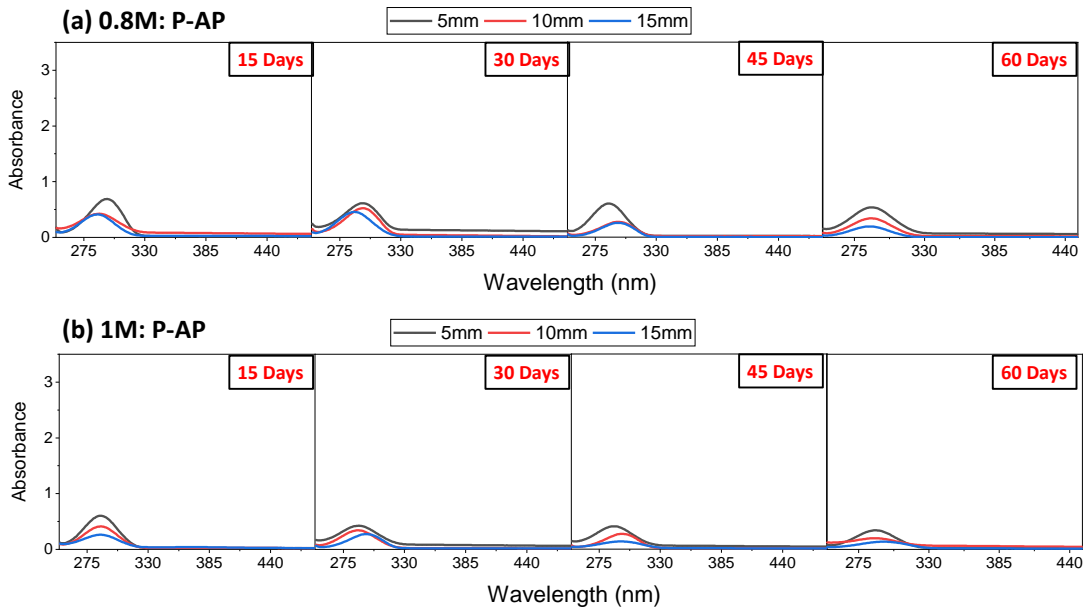 (a) 0.8M: P-AP
5mm 10mm 15mm
15 Days 30 Days 45 Days 60 Days
Absorbance
3
2
1
0
275 330 385 440 275 330 385 440 275 330 385 440 275 330 385 440
Wavelength (nm)
(b) 1M: P-AP
5mm 10mm 15mm
15 Days 30 Days 45 Days 60 Days
Absorbance
3
2
1
0
275 330 385 440 275 330 385 440 275 330 385 440 275 330 385 440
Wavelength (nm)